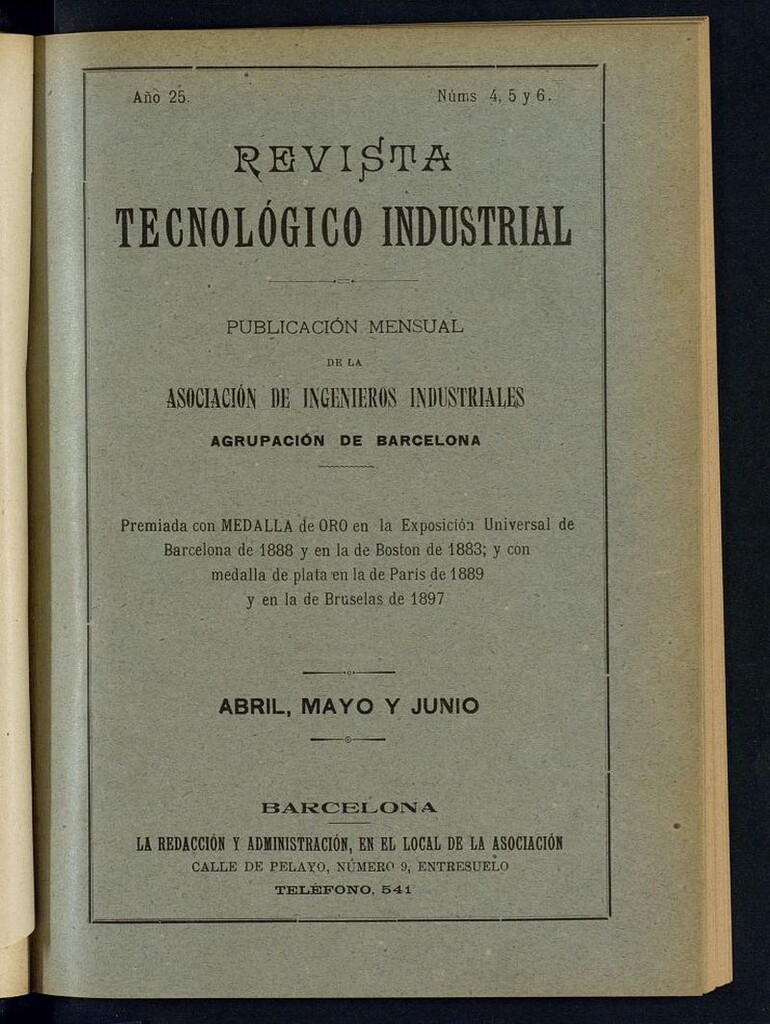 Año 25.
Núms 4, 5 y 6.
REVISTA
TECNOLÓGICO INDUSTRIAL
PUBLICACIÓN MENSUAL
DE LA
ASOCIACIÓN DE INGENIEROS INDUSTRIALES
AGRUPACIÓN DE BARCELONA
Premiada con MEDALLA de ORO en la Exposición Universal de
Barcelona de 1888 y en la de Boston de 1883; y con
medalla de plata en la de París de 1889
y en la de Bruselas de 1897
ABRIL, MAYO Y JUNIO
BARCELONA
LA REDACCIÓN Y ADMINISTRACIÓN, EN EL LOCAL DE LA ASOCIACIÓN
CALLE DE PELAYO, NÚMERO 9, ENTRESUELO
TELÉFONO, 541